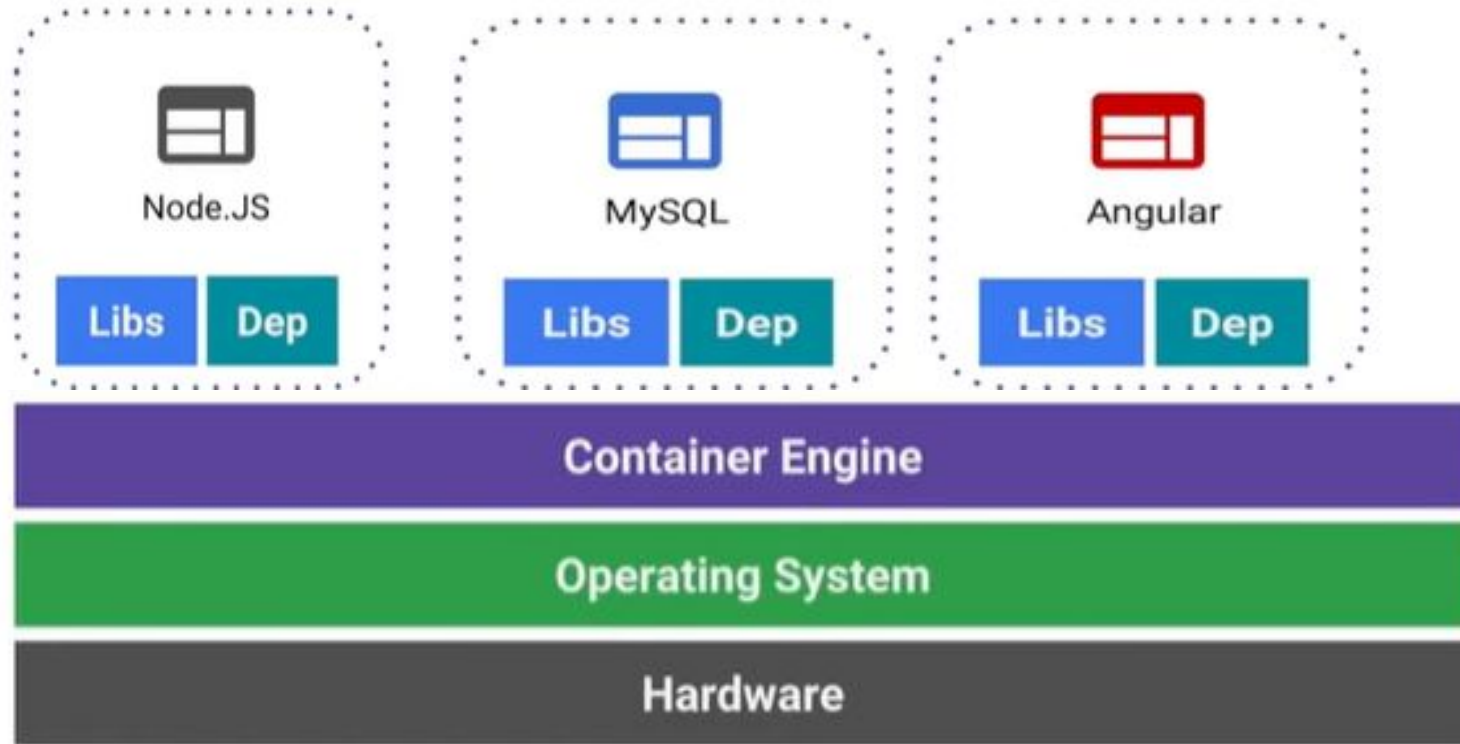 Node.JS
MySQL
Angular
Libs Dep
Libs Dep
Libs Dep
Container Engine
Operating System
Hardware